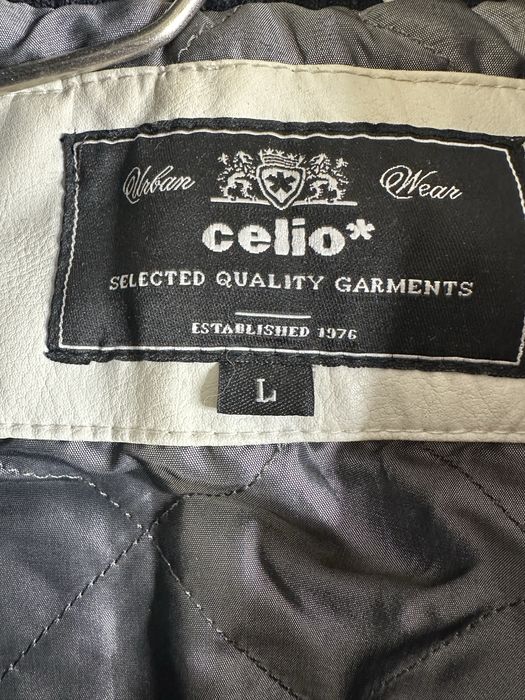 Urban Wear
celio*
SELECTED QUALITY GARMENTS
ESTABLISHED 1976
L